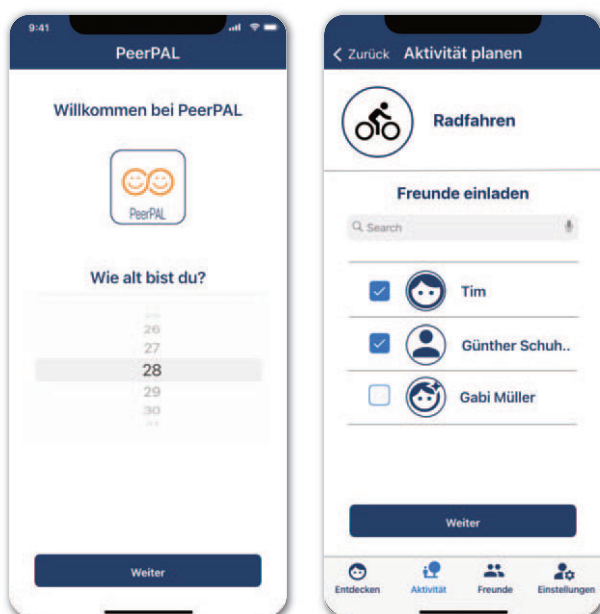 9:41
PeerPAL
Willkommen bei PeerPAL
PeerPAL
Wie alt bist du?
26
27
28
29
30
Weiter
Zurück Aktivität planen
Radfahren
Freunde einladen
Search
Tim
Günther Schuh..
Gabi Müller
Weiter
Entdecken Aktivität Freunde Einstellungen